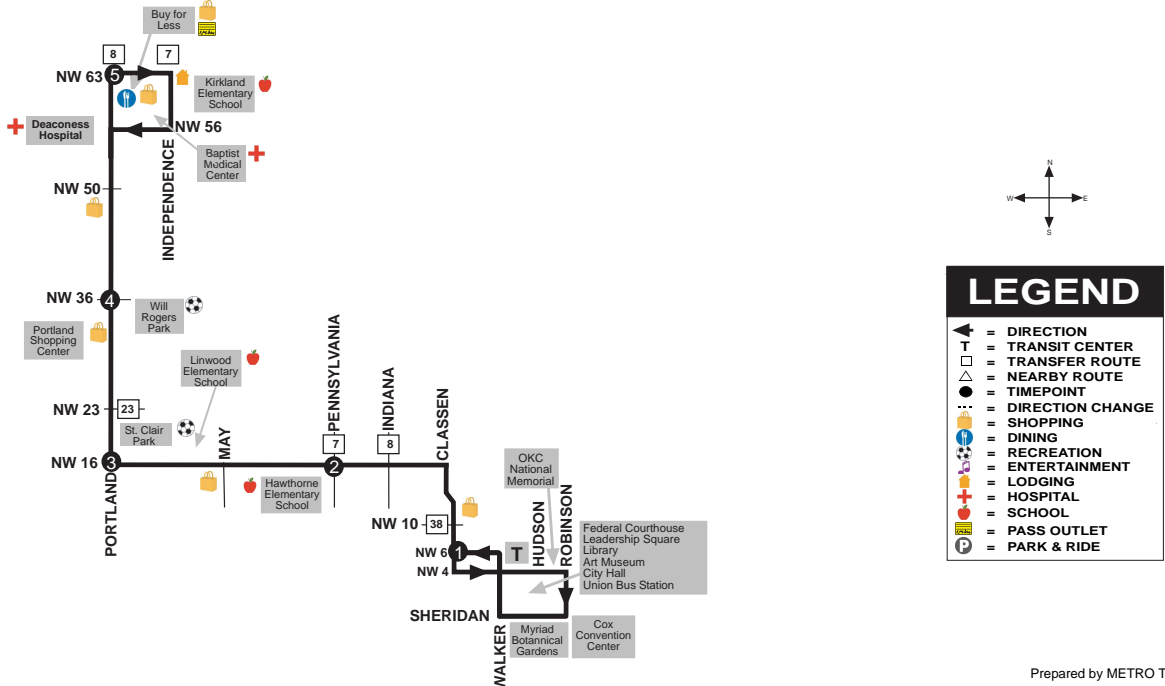 Buy for
Less
8
7
NW 63
5
Kirkland
Elementary
School
Deaconess
Hospital
NW 56
Baptist
Medical
Center
INDEPENDENCE
NW 50
N
W
E
S
NW 36
4
Will
Rogers
Park
Portland
Shopping
Center
Linwood
Elementary
School
NW 23
23
St. Clair
Park
MAY
PENNSYLVANIA
INDIANA
CLASSEN
7
8
NW 16
3
2
PORTLAND
Hawthorne
Elementary
School
OKC
National
Memorial
HUDSON
ROBINSON
NW 10
38
NW 6
1
T
NW 4
Federal Courthouse
Leadership Square
Library
Art Museum
City Hall
Union Bus Station
SHERIDAN
WALKER
Myriad
Botannical
Gardens
Cox
Convention
Center
LEGEND
= DIRECTION
T = TRANSIT CENTER
= TRANSFER ROUTE
= NEARBY ROUTE
= TIMEPOINT
= DIRECTION CHANGE
= SHOPPING
= DINING
= RECREATION
= ENTERTAINMENT
= LODGING
= HOSPITAL
= SCHOOL
= PASS OUTLET
P = PARK & RIDE
Prepared by METRO T